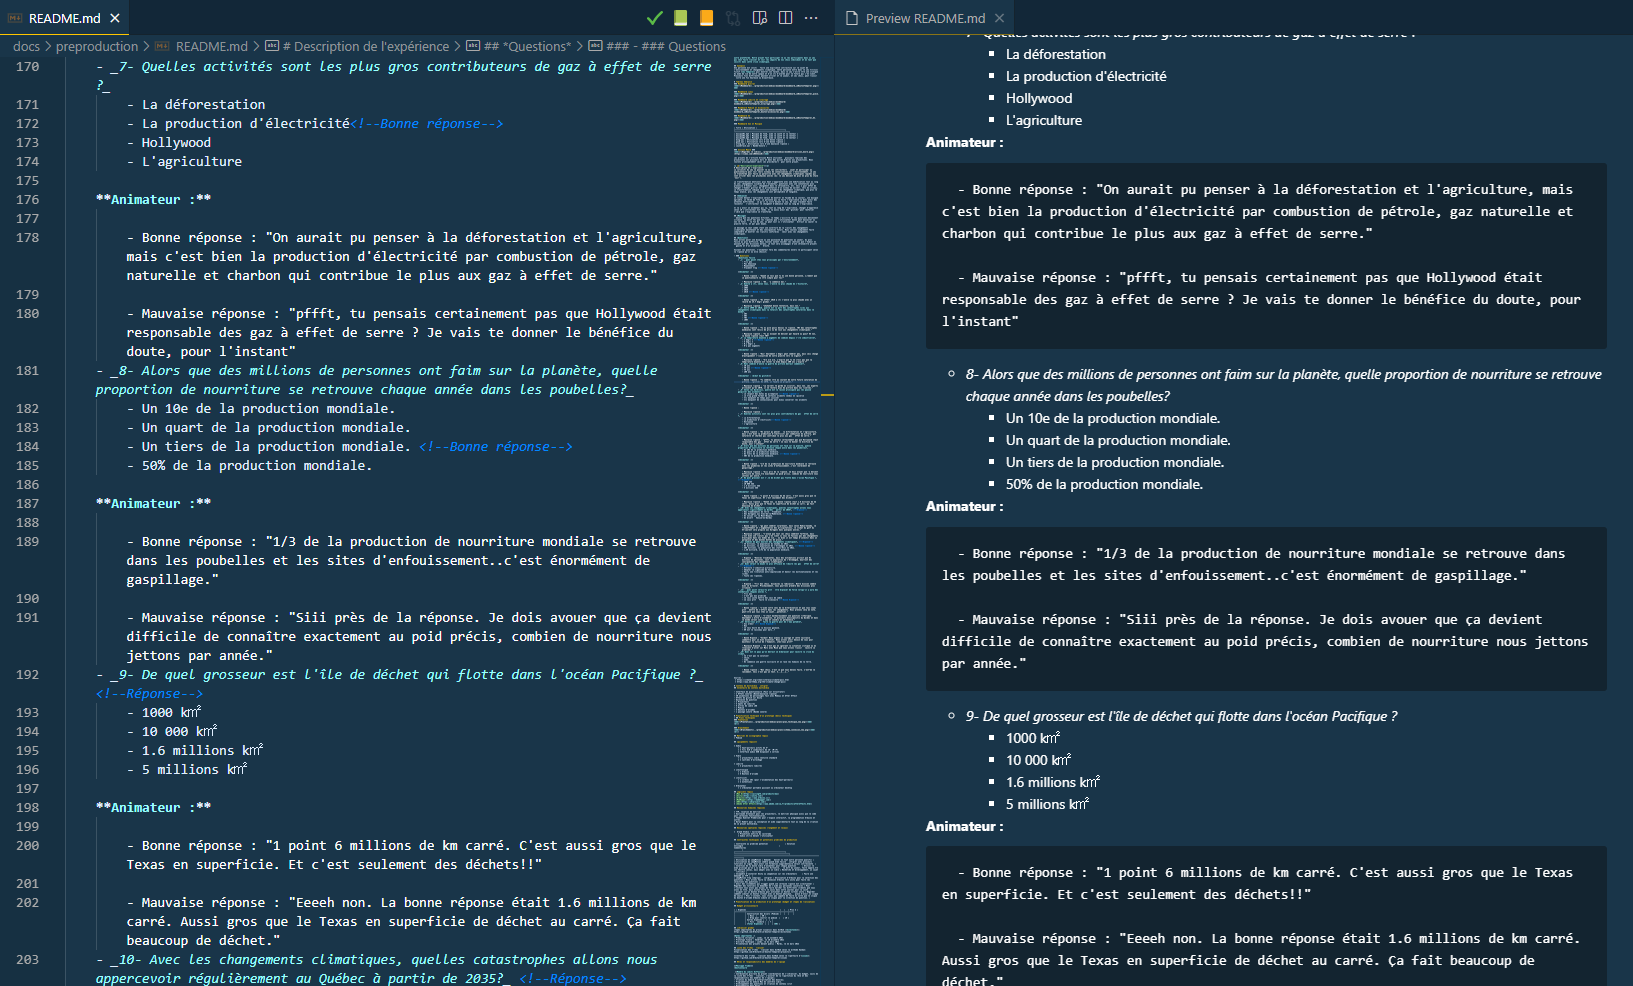 README.md
docs > preproduction > README.md > # Description de l'expérience > ## *Questions* > ### - ### Questions
170 - _7- Quelles activités sont les plus gros contributeurs de gaz à effet de serre
?_
171 - La déforestation
172 - La production d'électricité<!--Bonne réponse-->
173 - Hollywood
174 - L'agriculture
175
176 **Animateur :**
177
178 - Bonne réponse : "On aurait pu penser à la déforestation et l'agriculture,
mais c'est bien la production d'électricité par combustion de pétrole, gaz
naturelle et charbon qui contribue le plus aux gaz à effet de serre."
179
180 - Mauvaise réponse : "pffft, tu pensais certainement pas que Hollywood était
responsable des gaz à effet de serre ? Je vais te donner le bénéfice du
doute, pour l'instant"
181 - _8- Alors que des millions de personnes ont faim sur la planète, quelle
proportion de nourriture se retrouve chaque année dans les poubelles?_
182 - Un 10e de la production mondiale.
183 - Un quart de la production mondiale.
184 - Un tiers de la production mondiale. <!--Bonne réponse-->
185 - 50% de la production mondiale.
186
187 **Animateur :**
188
189 - Bonne réponse : "1/3 de la production de nourriture mondiale se retrouve
dans les poubelles et les sites d'enfouissement..c'est énormément de
gaspillage."
190
191 - Mauvaise réponse : "Siii près de la réponse. Je dois avouer que ça devient
difficile de connaître exactement au poid précis, combien de nourriture nous
jettons par année."
192 - _9- De quel grosseur est l'île de déchet qui flotte dans l'océan Pacifique ?_
<!--Réponse-->
193 - 1000 km²
194 - 10 000 km²
195 - 1.6 millions km²
196 - 5 millions km²
197
198 **Animateur :**
199
200 - Bonne réponse : "1 point 6 millions de km carré. C'est aussi gros que le
Texas en superficie. Et c'est seulement des déchets!!"
201
202 - Mauvaise réponse : "Eeeeh non. La bonne réponse était 1.6 millions de km
carré. Aussi gros que le Texas en superficie de déchet au carré. Ça fait
beaucoup de déchet."
203 - _10- Avec les changements climatiques, quelles catastrophes allons nous
appercevoir régulièrement au Québec à partir de 2035?_ <!--Réponse-->
Preview README.md
7- Quelles activités sont les plus gros contributeurs de gaz à effet de serre ?
La déforestation
La production d'électricité
Hollywood
L'agriculture
Animateur :
- Bonne réponse : "On aurait pu penser à la déforestation et l'agriculture, mais
c'est bien la production d'électricité par combustion de pétrole, gaz naturelle et
charbon qui contribue le plus aux gaz à effet de serre."
- Mauvaise réponse : "pffft, tu pensais certainement pas que Hollywood était
responsable des gaz à effet de serre ? Je vais te donner le bénéfice du doute, pour
l'instant"
8- Alors que des millions de personnes ont faim sur la planète, quelle proportion de nourriture se retrouve
chaque année dans les poubelles?
Un 10e de la production mondiale.
Un quart de la production mondiale.
Un tiers de la production mondiale.
50% de la production mondiale.
Animateur :
- Bonne réponse : "1/3 de la production de nourriture mondiale se retrouve dans
les poubelles et les sites d'enfouissement..c'est énormément de gaspillage."
- Mauvaise réponse : "Siii près de la réponse. Je dois avouer que ça devient
difficile de connaître exactement au poid précis, combien de nourriture nous jettons
par année."
9- De quel grosseur est l'île de déchet qui flotte dans l'océan Pacifique ?
1000 km²
10 000 km²
1.6 millions km²
5 millions km²
Animateur :
- Bonne réponse : "1 point 6 millions de km carré. C'est aussi gros que le Texas
en superficie. Et c'est seulement des déchets!!"
- Mauvaise réponse : "Eeeeh non. La bonne réponse était 1.6 millions de km carré.
Aussi gros que le Texas en superficie de déchet au carré. Ça fait beaucoup de
déchet."